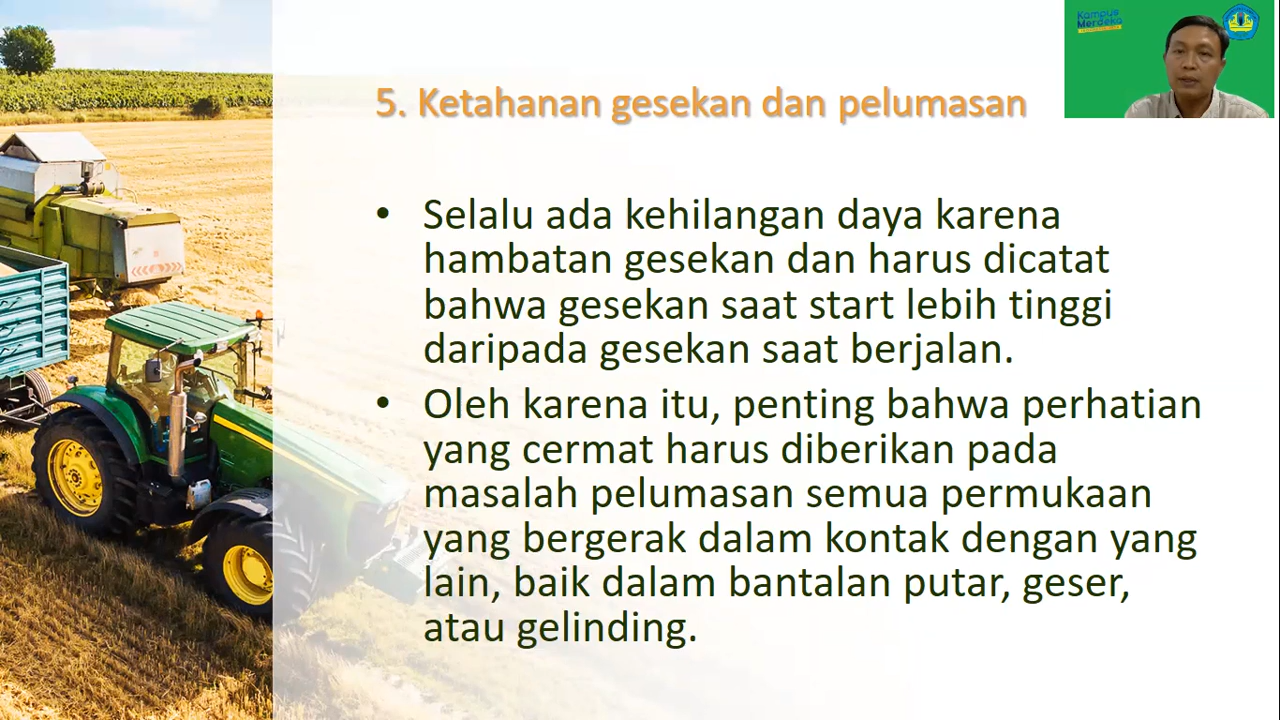 Kampus
Merdeka
5. Ketahanan gesekan dan pelumasan
• Selalu ada kehilangan daya karena
hambatan gesekan dan harus dicatat
bahwa gesekan saat start lebih tinggi
daripada gesekan saat berjalan.
• Oleh karena itu, penting bahwa perhatian
yang cermat harus diberikan pada
masalah pelumasan semua permukaan
yang bergerak dalam kontak dengan yang
lain, baik dalam bantalan putar, geser,
atau gelinding.